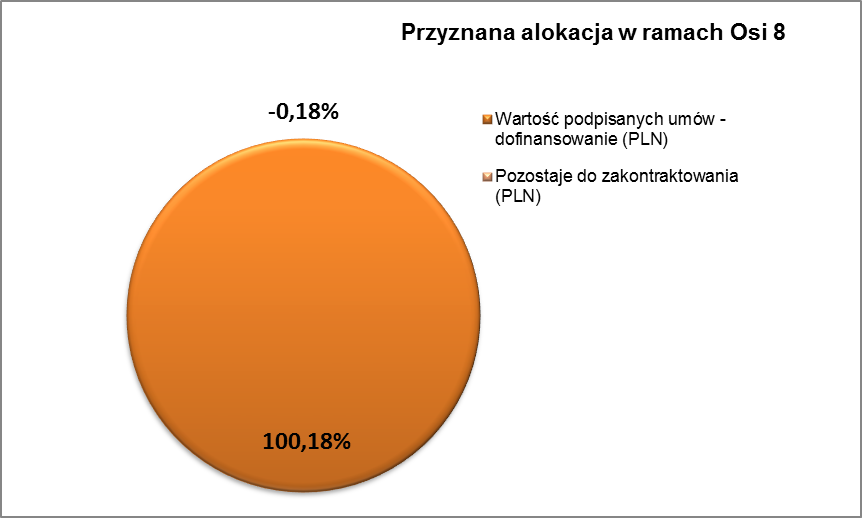 Przyznana alokacja w ramach Osi 8
-0,18%
Wartość podpisanych umów -
dofinansowanie (PLN)
Pozostaje do zakontraktowania
(PLN)
100,18%